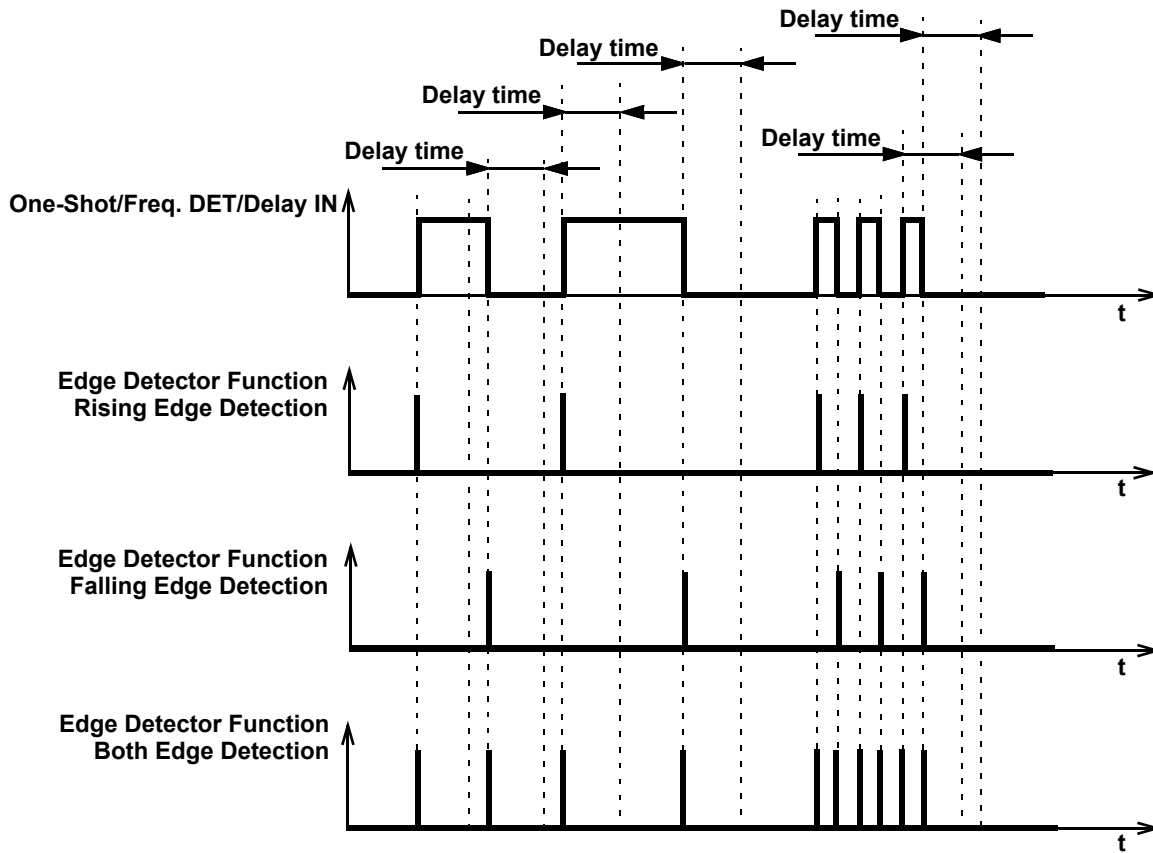 Delay time
Delay time
Delay time
Delay time
Delay time
One-Shot/Freq. DET/Delay IN
t
Edge Detector Function
Rising Edge Detection
t
Edge Detector Function
Falling Edge Detection
t
Edge Detector Function
Both Edge Detection
t